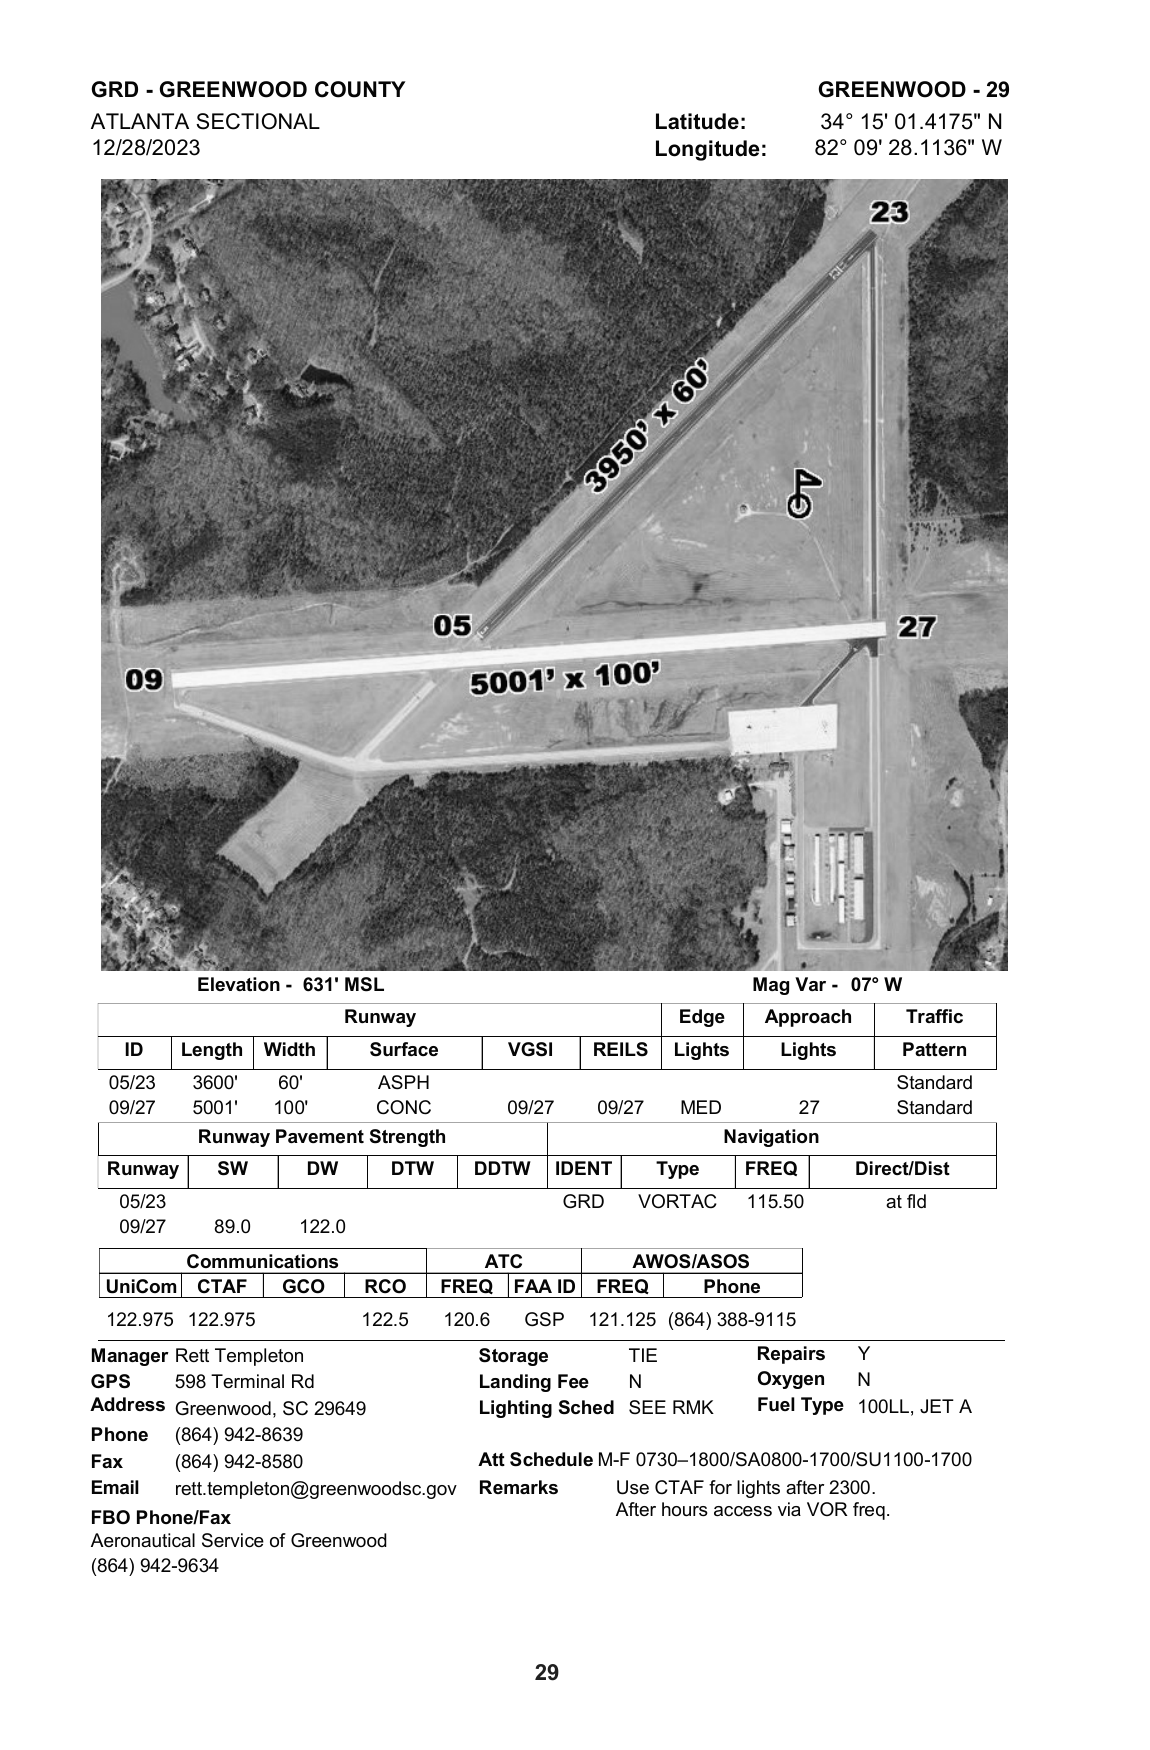 GRD - GREENWOOD COUNTY GREENWOOD - 29
ATLANTA SECTIONAL Latitude: 34° 15' 01.4175" N
12/28/2023 Longitude: 82° 09' 28.1136" W
23
3950’ x 60’
05
27
09
5001’ x 100’
Elevation - 631' MSL Mag Var - 07° W
Runway Edge Approach Traffic
ID Length Width Surface VGSI REILS Lights Lights Pattern
05/23 3600' 60' ASPH Standard
09/27 5001' 100' CONC 09/27 09/27 MED 27 Standard
Runway Pavement Strength Navigation
Runway SW DW DTW DDTW IDENT Type FREQ Direct/Dist
05/23 GRD VORTAC 115.50 at fld
09/27 89.0 122.0
Communications ATC AWOS/ASOS
UniCom CTAF GCO RCO FREQ FAA ID FREQ Phone
122.975 122.975 122.5 120.6 GSP 121.125 (864) 388-9115
Manager Rett Templeton Storage TIE Repairs Y
GPS 598 Terminal Rd Landing Fee N Oxygen N
Address Greenwood, SC 29649 Lighting Sched SEE RMK Fuel Type 100LL, JET A
Phone (864) 942-8639
Fax (864) 942-8580 Att Schedule M-F 0730–1800/SA0800-1700/SU1100-1700
Email rett.templeton@greenwoodsc.gov Remarks Use CTAF for lights after 2300.
After hours access via VOR freq.
FBO Phone/Fax
Aeronautical Service of Greenwood
(864) 942-9634
29